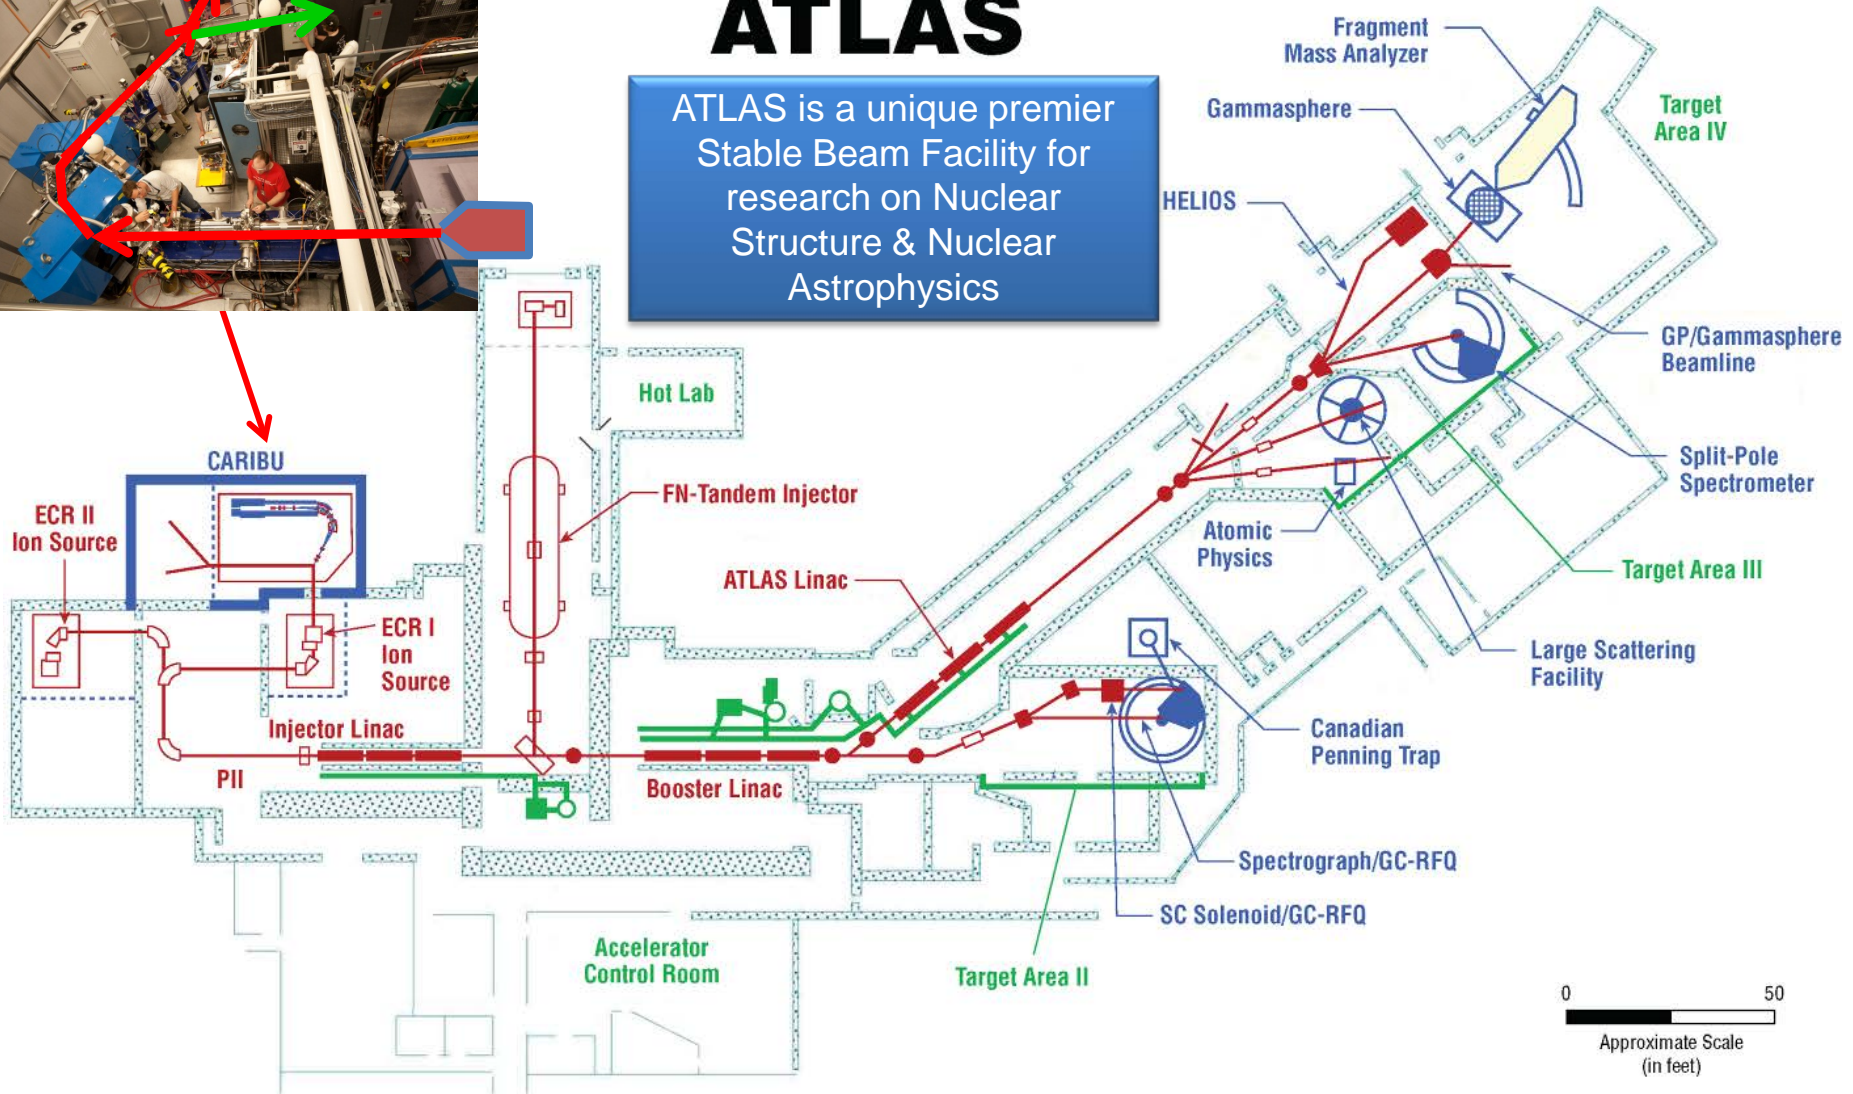 ATLAS
ATLAS is a unique premier
Stable Beam Facility for
research on Nuclear
Structure & Nuclear
Astrophysics
Fragment
Mass Analyzer
Gammasphere
Target
Area IV
HELIOS
GP/Gammasphere
Beamline
Hot Lab
CARIBU
Split-Pole
Spectrometer
FN-Tandem Injector
ECR II
Ion Source
Atomic
Physics
ATLAS Linac
Target Area III
ECR I
Ion
Source
Large Scattering
Facility
Injector Linac
Canadian
Penning Trap
PII
Booster Linac
Spectrograph/GC-RFQ
SC Solenoid/GC-RFQ
Accelerator
Control Room
Target Area II
0 50
Approximate Scale
(in feet)